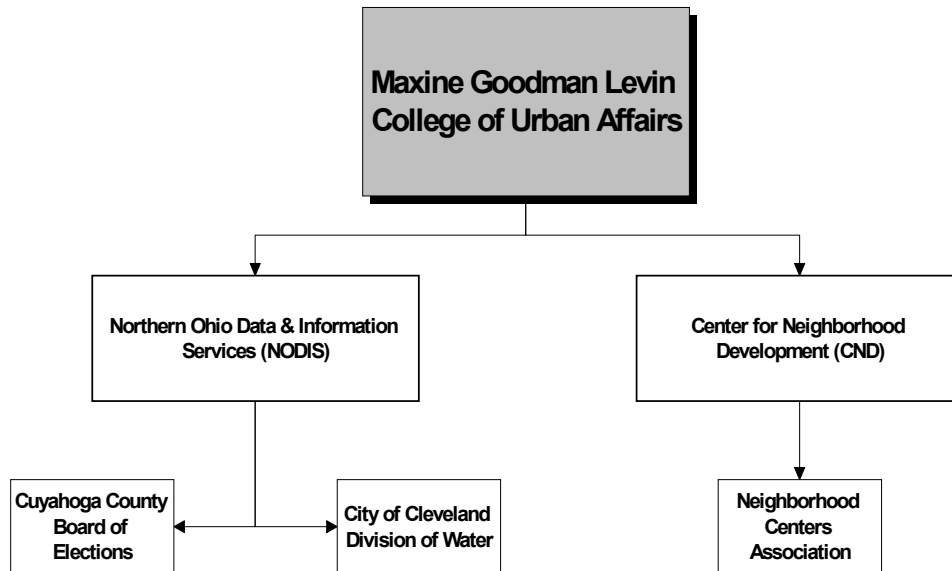 Maxine Goodman Levin
College of Urban Affairs
Northern Ohio Data & Information
Services (NODIS)
Center for Neighborhood
Development (CND)
Cuyahoga County
Board of
Elections
City of Cleveland
Division of Water
Neighborhood
Centers
Association